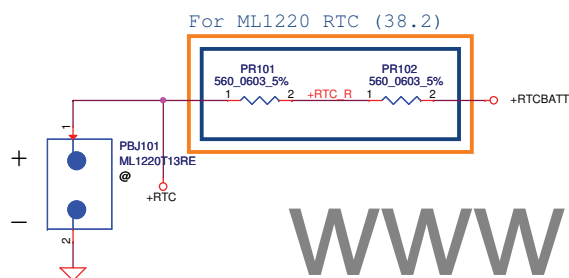 For ML1220 RTC (38.2)
PR101
560_0603_5%
1 2
+RTC_R
PR102
560_0603_5%
1 2
+RTCBATT
1
+
PBJ101
ML1220T13RE
@
+RTC
−
2
WWW